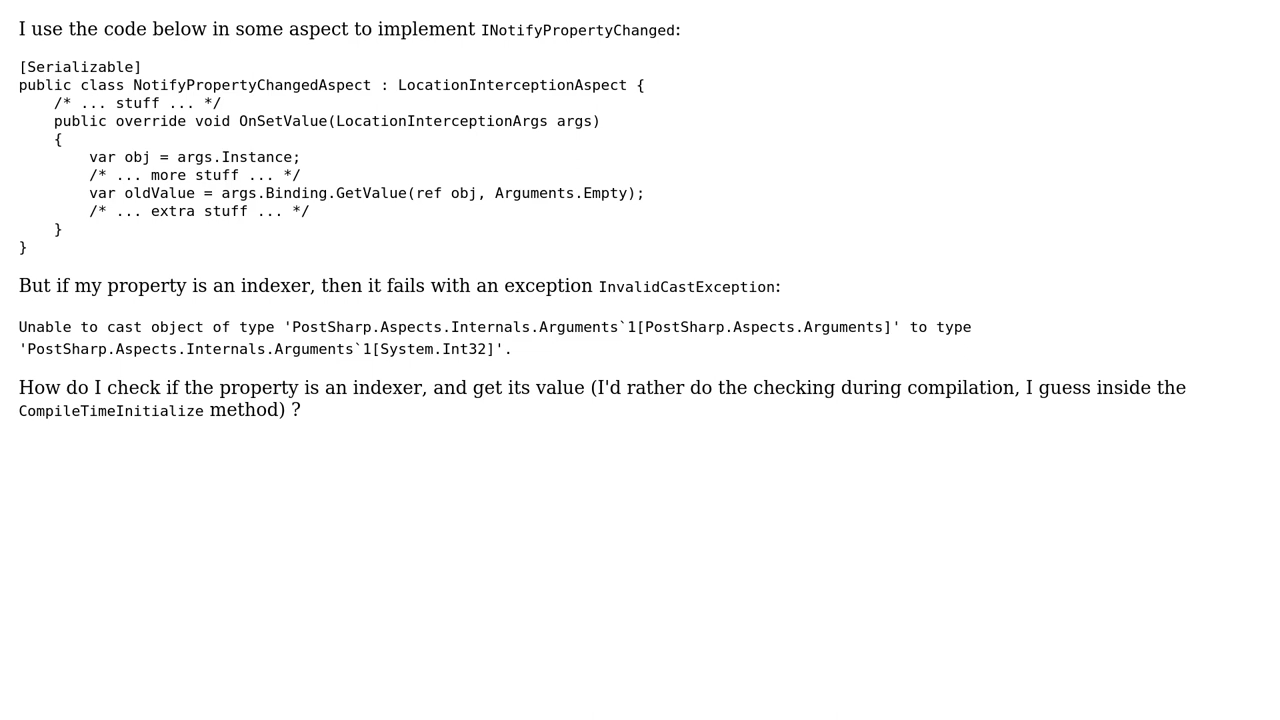 I use the code below in some aspect to implement INotifyPropertyChanged:
[Serializable]
public class NotifyPropertyChangedAspect : LocationInterceptionAspect {
    /* ... stuff ... */
    public override void OnSetValue(LocationInterceptionArgs args)
    {
        var obj = args.Instance;
        /* ... more stuff ... */
        var oldValue = args.Binding.GetValue(ref obj, Arguments.Empty);
        /* ... extra stuff ... */
    }
}
But if my property is an indexer, then it fails with an exception InvalidCastException:
Unable to cast object of type 'PostSharp.Aspects.Internals.Arguments`1[PostSharp.Aspects.Arguments]' to type
'PostSharp.Aspects.Internals.Arguments`1[System.Int32]'.
How do I check if the property is an indexer, and get its value (I'd rather do the checking during compilation, I guess inside the
CompileTimeInitialize method) ?